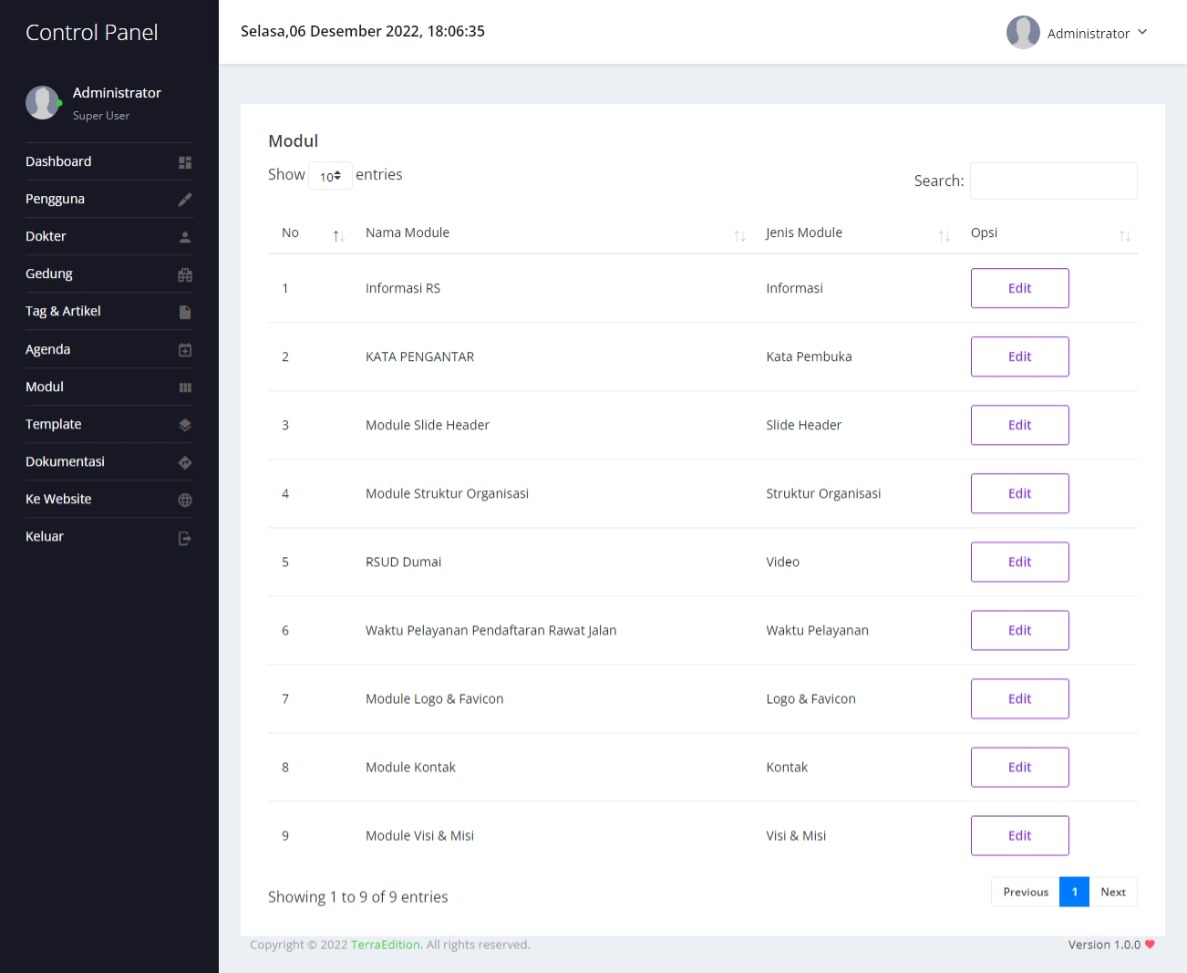 Control Panel
Selasa,06 Desember 2022, 18:06:35
Administrator
Administrator
Super User
Dashboard
Pengguna
Dokter
Gedung
Tag & Artikel
Agenda
Modul
Template
Dokumentasi
Ke Website
Keluar
Modul
Show 10 entries
Search:
No Nama Module Jenis Module Opsi
1 Informasi RS Informasi Edit
2 KATA PENGANTAR Kata Pembuka Edit
3 Module Slide Header Slide Header Edit
4 Module Struktur Organisasi Struktur Organisasi Edit
5 RSUD Dumai Video Edit
6 Waktu Pelayanan Pendaftaran Rawat Jalan Waktu Pelayanan Edit
7 Module Logo & Favicon Logo & Favicon Edit
8 Module Kontak Kontak Edit
9 Module Visi & Misi Visi & Misi Edit
Showing 1 to 9 of 9 entries
Previous 1 Next
Copyright © 2022 TerraEdition. All rights reserved.
Version 1.0.0